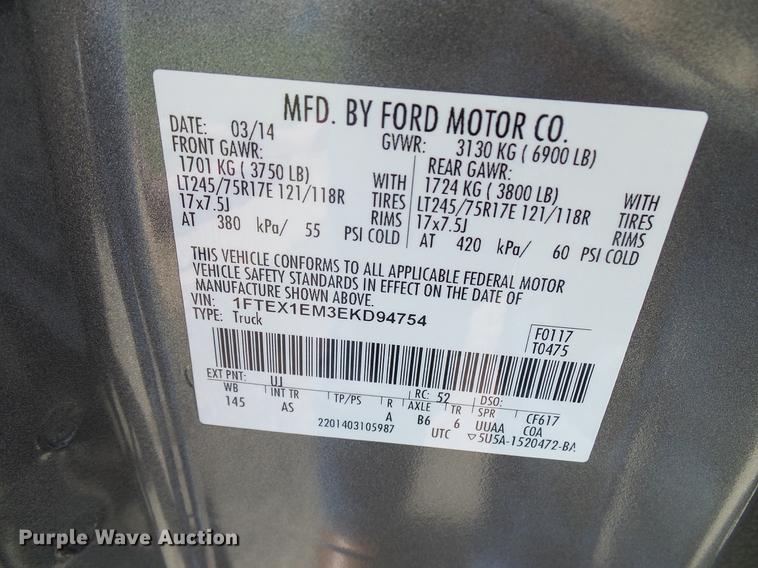 MFD. BY FORD MOTOR CO.
DATE: 03/14 GVWR: 3130 KG ( 6900 LB)
FRONT GAWR: REAR GAWR:
1701 KG ( 3750 LB) WITH 1724 KG ( 3800 LB) WITH
LT245/75R17E 121/118R TIRES LT245/75R17E 121/118R TIRES
17x7.5J RIMS 17x7.5J RIMS
AT 380 kPa/ 55 PSI COLD AT 420 kPa/ 60 PSI COLD
THIS VEHICLE CONFORMS TO ALL APPLICABLE FEDERAL MOTOR
VEHICLE SAFETY STANDARDS IN EFFECT ON THE DATE OF
MANUFACTURE SHOWN ABOVE.
VIN: 1FTEX1EM3EKD94754 F0117
TYPE: Truck T0475
EXT PNT: UJ RC: 52 DSO:
WB INT TR TP/PS R AXLE TR SPR CF617
145 AS A B6 6 UUAA COA
2201403105987 UTC ▽5U5A-1520472-BA
Purple Wave Auction